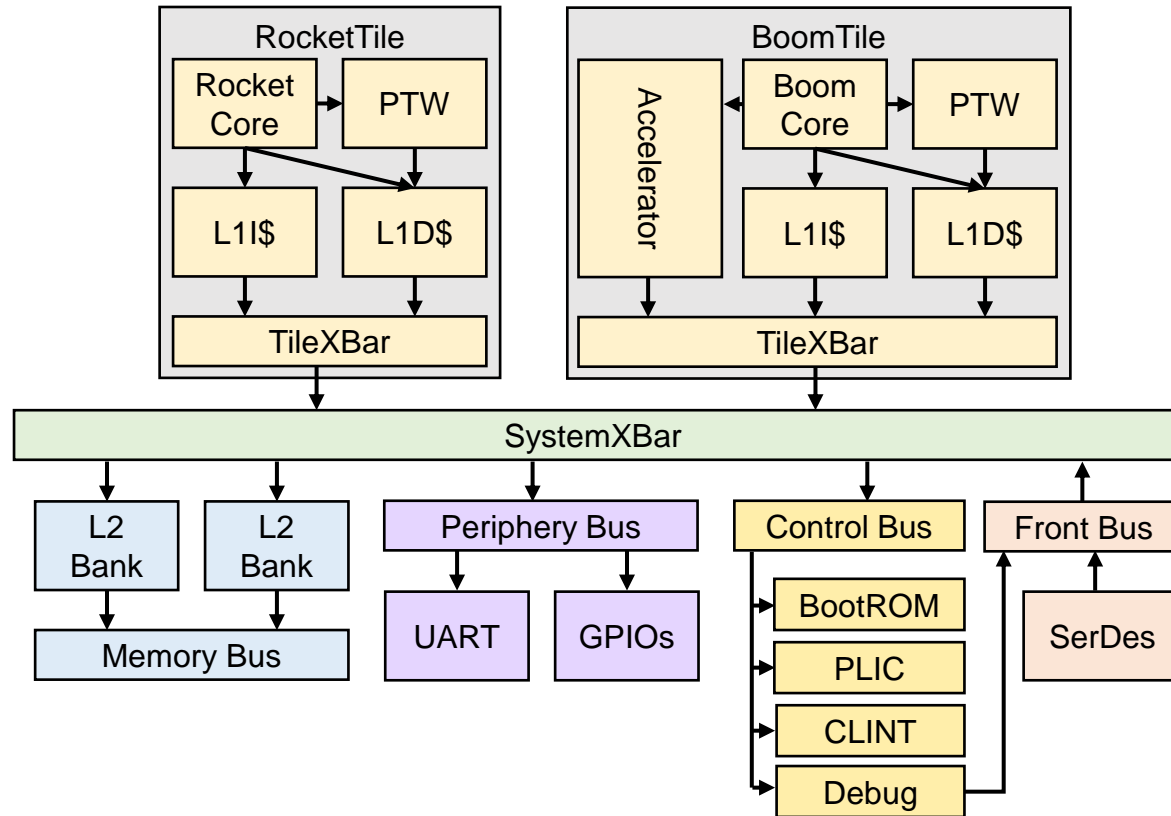 RocketTile
Rocket
Core
PTW
L1I$
L1D$
TileXBar
BoomTile
Accelerator
Boom
Core
PTW
L1I$
L1D$
TileXBar
SystemXBar
L2
Bank
L2
Bank
Memory Bus
Periphery Bus
UART
GPIOs
Control Bus
BootROM
PLIC
CLINT
Debug
Front Bus
SerDes